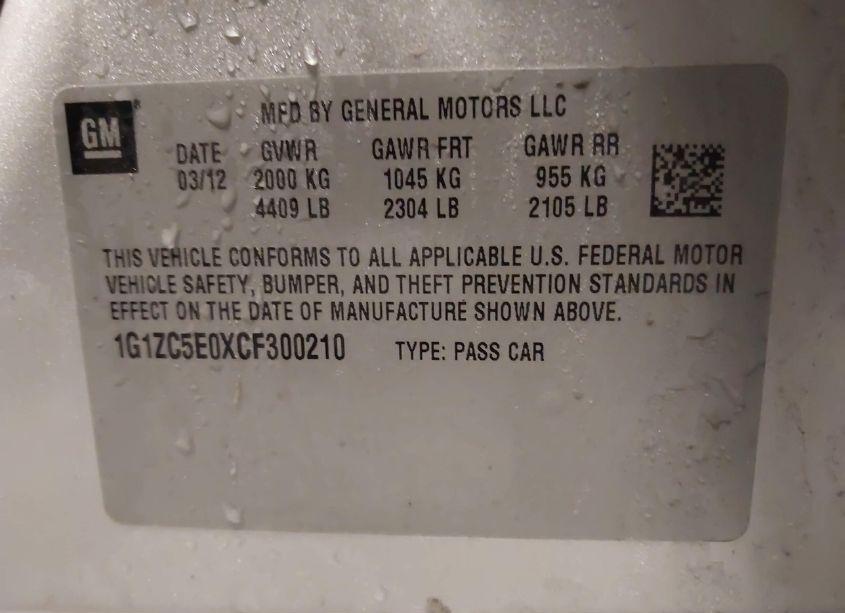 GM
MFD BY GENERAL MOTORS LLC
DATE GVWR GAWR FRT GAWR RR
03/12 2000 KG 1045 KG 955 KG
4409 LB 2304 LB 2105 LB
THIS VEHICLE CONFORMS TO ALL APPLICABLE U.S. FEDERAL MOTOR
VEHICLE SAFETY, BUMPER, AND THEFT PREVENTION STANDARDS IN
EFFECT ON THE DATE OF MANUFACTURE SHOWN ABOVE.
1G1ZC5E0XCF300210 TYPE: PASS CAR